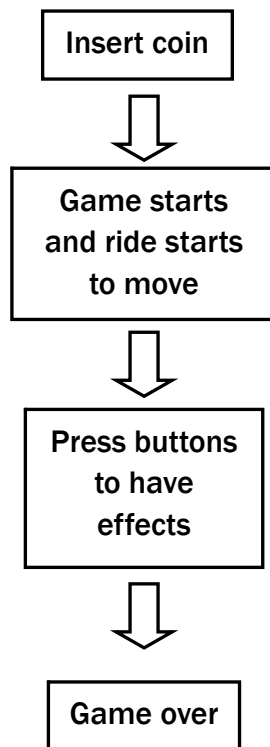 Insert coin
Game starts
and ride starts
to move
Press buttons
to have
effects
Game over